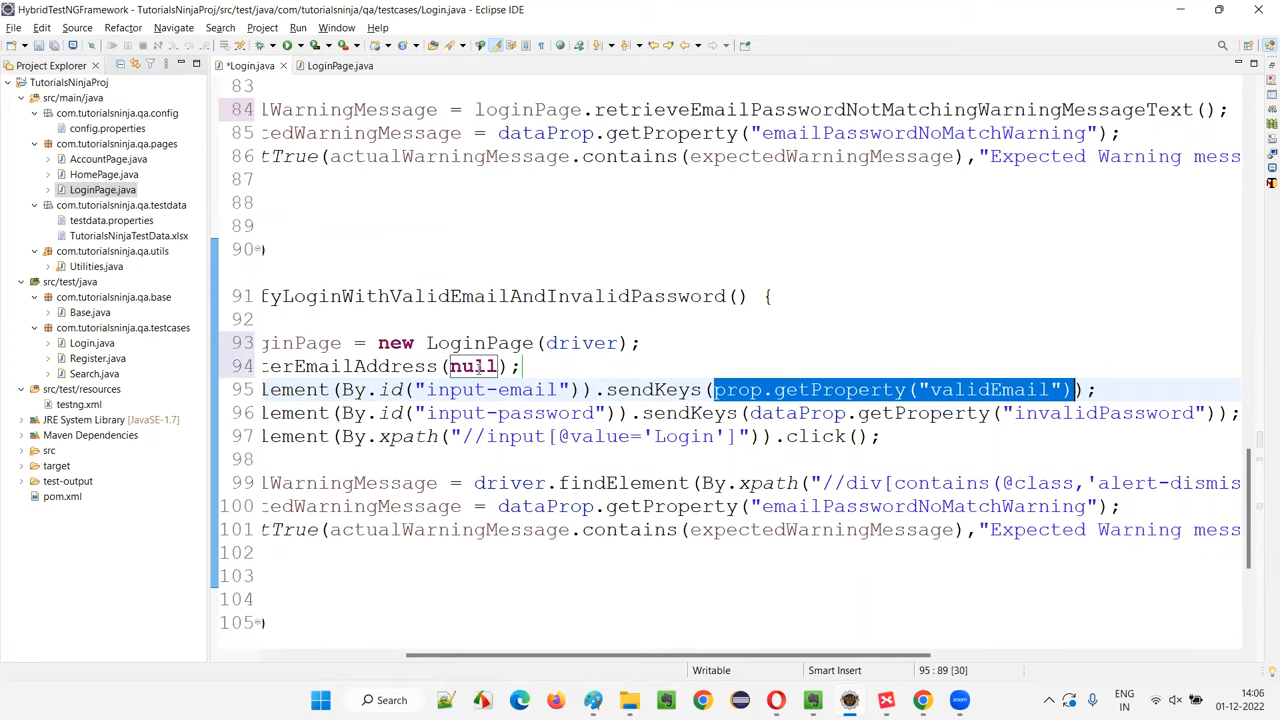 HybridTestNGFramework - TutorialsNinjaProj/src/test/java/com/tutorialsninja/qa/testcases/Login.java - Eclipse IDE
File Edit Source Refactor Navigate Search Project Run Window Help
Project Explorer
*Login.java LoginPage.java
TutorialsNinjaProj
src/main/java
com.tutorialsninja.qa.config
config.properties
com.tutorialsninja.qa.pages
AccountPage.java
HomePage.java
LoginPage.java
com.tutorialsninja.qa.testdata
testdata.properties
TutorialsNinjaTestData.xlsx
com.tutorialsninja.qa.utils
Utilities.java
src/test/java
com.tutorialsninja.qa.base
Base.java
com.tutorialsninja.qa.testcases
Login.java
Register.java
Search.java
src/test/resources
testng.xml
JRE System Library [JavaSE-1.7]
Maven Dependencies
src
target
test-output
pom.xml
83
84 lWarningMessage = loginPage.retrieveEmailPasswordNotMatchingWarningMessageText();
85 tedWarningMessage = dataProp.getProperty("emailPasswordNoMatchWarning");
86 tTrue(actualWarningMessage.contains(expectedWarningMessage),"Expected Warning mess
87
88
89
90 )
91 fyLoginWithValidEmailAndInvalidPassword() {
92
93 ginPage = new LoginPage(driver);
94 terEmailAddress(null);
95 lement(By.id("input-email")).sendKeys(prop.getProperty("validEmail"));
96 lement(By.id("input-password")).sendKeys(dataProp.getProperty("invalidPassword"));
97 lement(By.xpath("//input[@value='Login']")).click();
98
99 lWarningMessage = driver.findElement(By.xpath("//div[contains(@class,'alert-dismis
100 tedWarningMessage = dataProp.getProperty("emailPasswordNoMatchWarning");
101 tTrue(actualWarningMessage.contains(expectedWarningMessage),"Expected Warning mess
102
103
104
105 )
Writable Smart Insert 95 : 89 [30]
Search
ENG
IN
14:06
01-12-2022